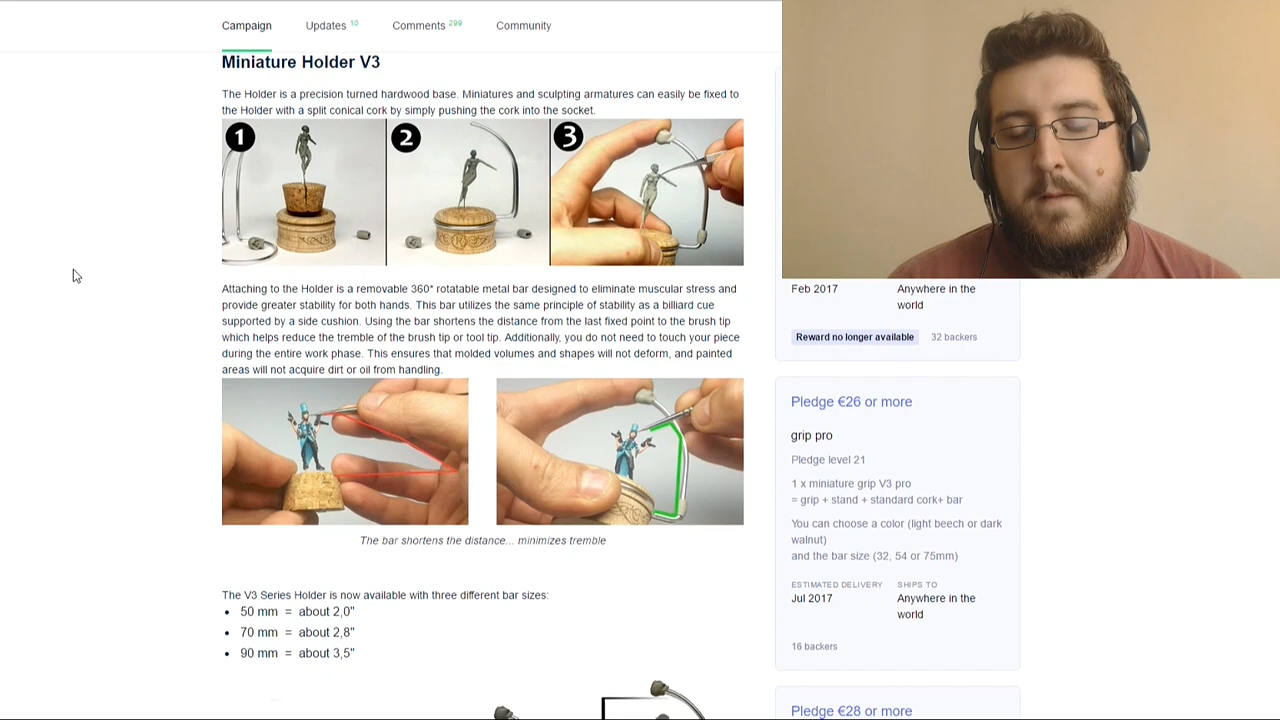 Campaign
Updates 10
Comments 299
Community
Miniature Holder V3
The Holder is a precision turned hardwood base. Miniatures and sculpting armatures can easily be fixed to
the Holder with a split conical cork by simply pushing the cork into the socket.
1
2
3
Attaching to the Holder is a removable 360° rotatable metal bar designed to eliminate muscular stress and
provide greater stability for both hands. This bar utilizes the same principle of stability as a billiard cue
supported by a side cushion. Using the bar shortens the distance from the last fixed point to the brush tip
which helps reduce the tremble of the brush tip or tool tip. Additionally, you do not need to touch your piece
during the entire work phase. This ensures that molded volumes and shapes will not deform, and painted
areas will not acquire dirt or oil from handling.
The bar shortens the distance... minimizes tremble
The V3 Series Holder is now available with three different bar sizes:
• 50 mm = about 2,0"
• 70 mm = about 2,8"
• 90 mm = about 3,5"
Feb 2017
Anywhere in the
world
Reward no longer available
32 backers
Pledge €26 or more
grip pro
Pledge level 21
1 x miniature grip V3 pro
= grip + stand + standard cork+ bar
You can choose a color (light beech or dark
walnut)
and the bar size (32, 54 or 75mm)
ESTIMATED DELIVERY
SHIPS TO
Jul 2017
Anywhere in the
world
16 backers
Pledge €28 or more